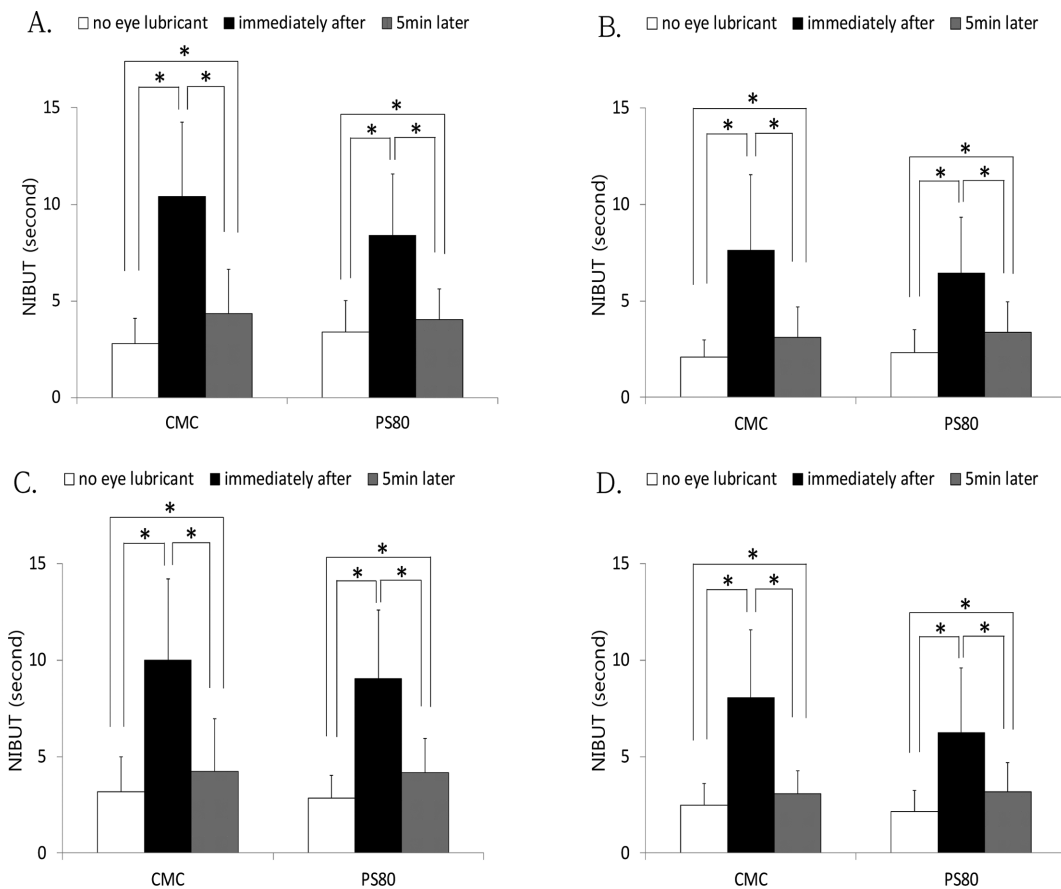 A.
□ no eye lubricant ■ immediately after ■ 5min later
*
* *
*
* *
15
10
5
0
NIBUT (second)
CMC PS80
B.
□ no eye lubricant ■ immediately after ■ 5min later
*
* *
*
* *
15
10
5
0
NIBUT (second)
CMC PS80
C.
□ no eye lubricant ■ immediately after ■ 5min later
*
* *
*
* *
15
10
5
0
NIBUT (second)
CMC PS80
D.
□ no eye lubricant ■ immediately after ■ 5min later
*
* *
*
* *
15
10
5
0
NIBUT (second)
CMC PS80